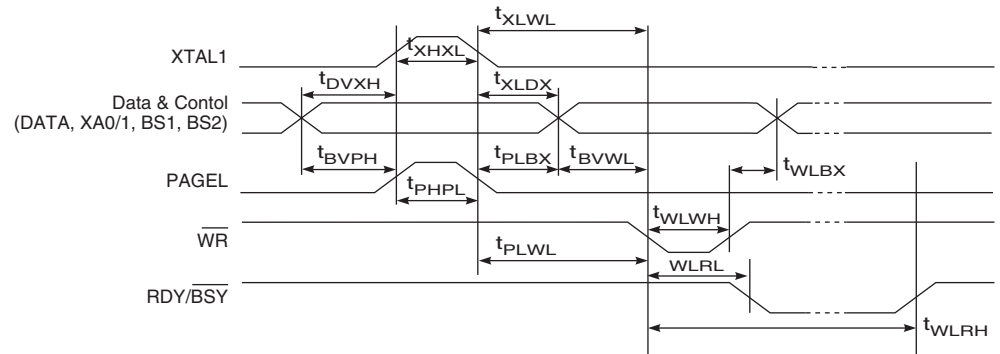 tXLWL
XTAL1
tXHXL
tDVXH
tXLDX
Data & Contol
(DATA, XA0/1, BS1, BS2)
tBVPH
tPLBX
tBVWL
tWLBX
PAGEL
tPHPL
tWLWH
WR
tPLWL
WLRL
RDY/BSY
tWLRH